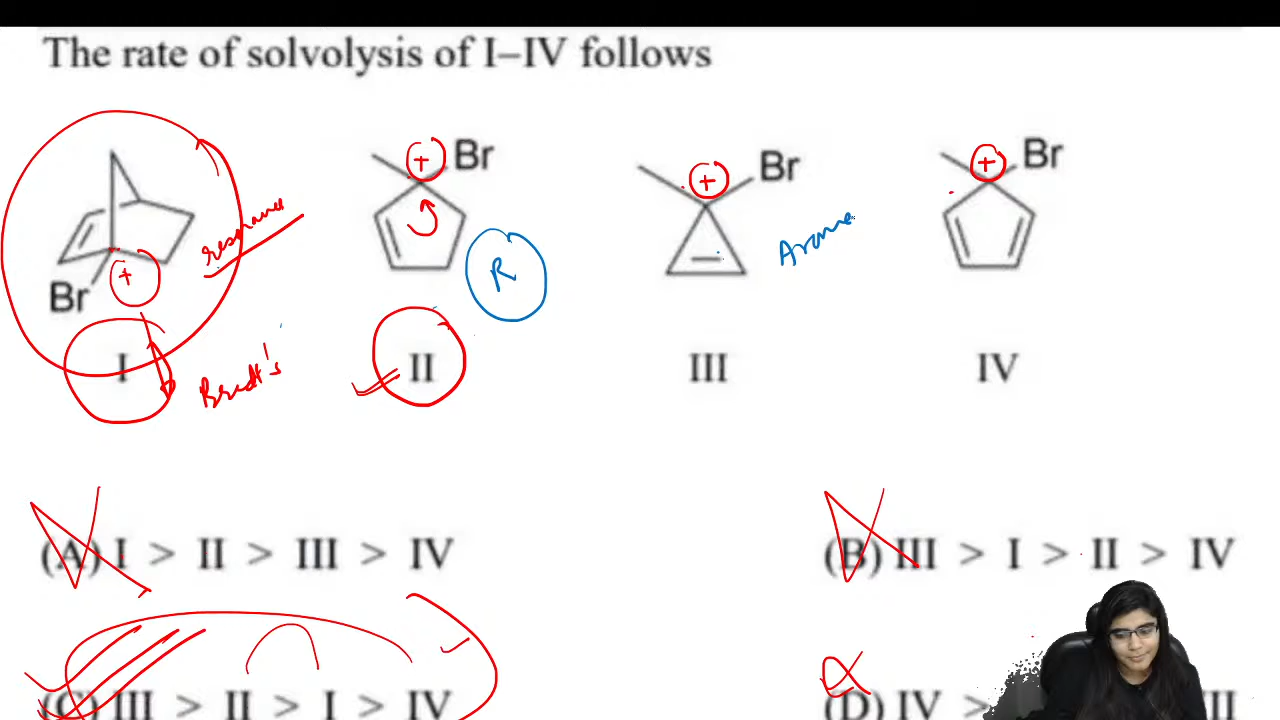 The rate of solvolysis of I–IV follows
+ Br + Br + Br
Br + resonance R Arome
I II III IV
Bredt's
(A) I > II > III > IV (B) III > I > II > IV
(C) III > II > I > IV (D) IV >